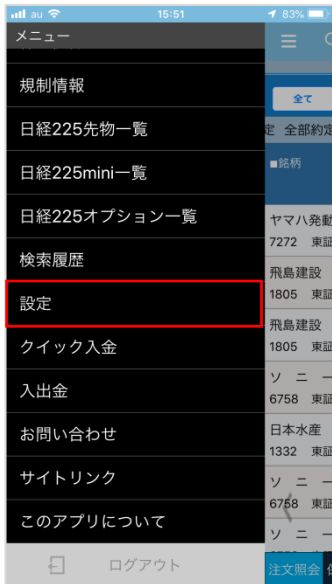 au 15:51 83%
メニュー
規制情報
日経225先物一覧
日経225mini一覧
日経225オプション一覧
検索履歴
設定
クイック入金
入出金
お問い合わせ
サイトリンク
このアプリについて
ログアウト
全て
定 全部約定
■銘柄
ヤマハ発動
7272 東証
飛島建設
1805 東証
飛島建設
1805 東証
ソ ニ ー
6758 東証
日本水産
1332 東証
ソ ニ ー
6758 東証
ソ ニ ー
注文照会